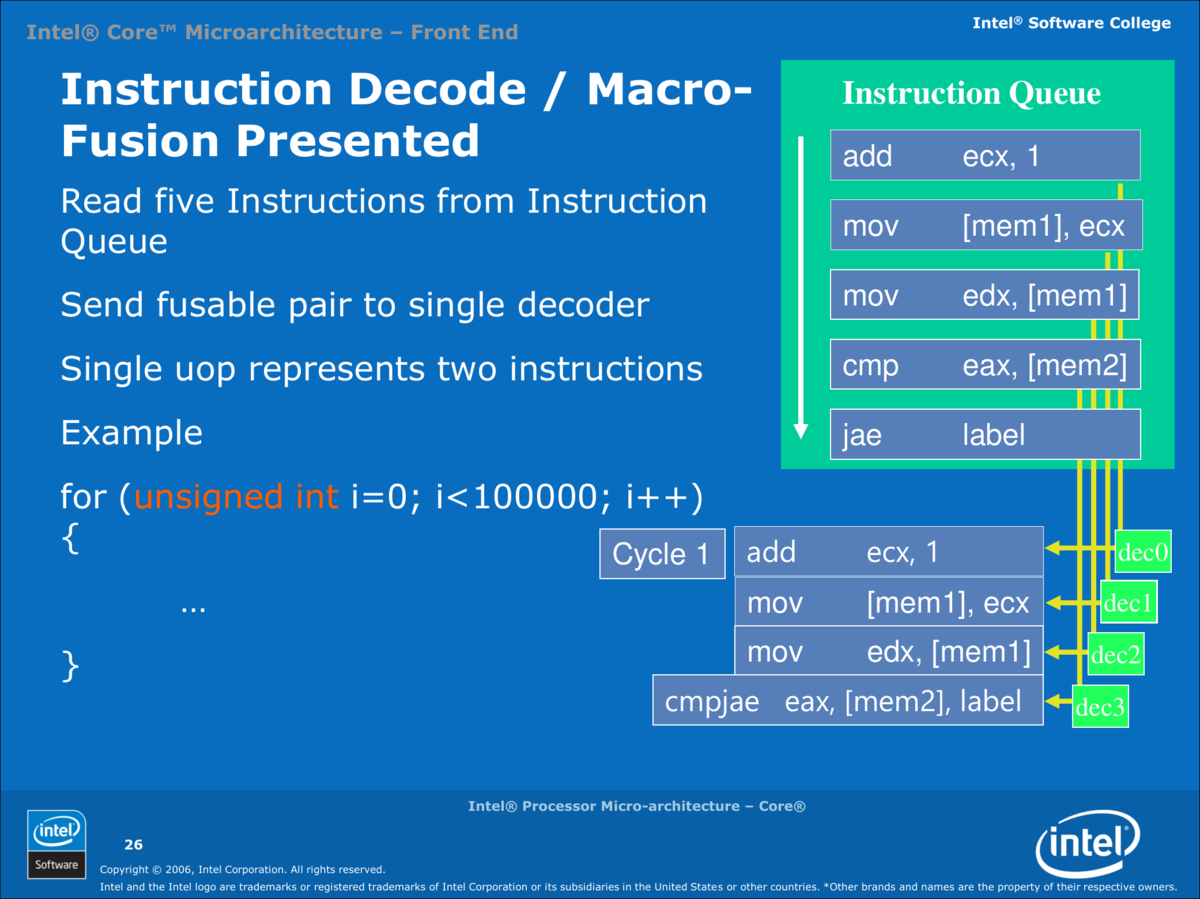 Intel® Core™ Microarchitecture – Front End
Intel® Software College
Instruction Decode / Macro-
Fusion Presented
Read five Instructions from Instruction
Queue
Send fusable pair to single decoder
Single uop represents two instructions
Example
for (unsigned int i=0; i<100000; i++)
{
...
}
Instruction Queue
add ecx, 1
mov [mem1], ecx
mov edx, [mem1]
cmp eax, [mem2]
jae label
Cycle 1
add ecx, 1
dec0
mov [mem1], ecx
dec1
mov edx, [mem1]
dec2
cmpjae eax, [mem2], label
dec3
Intel® Processor Micro-architecture – Core®
intel
Software
26
intel®
Copyright © 2006, Intel Corporation. All rights reserved.
Intel and the Intel logo are trademarks or registered trademarks of Intel Corporation or its subsidiaries in the United States or other countries. *Other brands and names are the property of their respective owners.